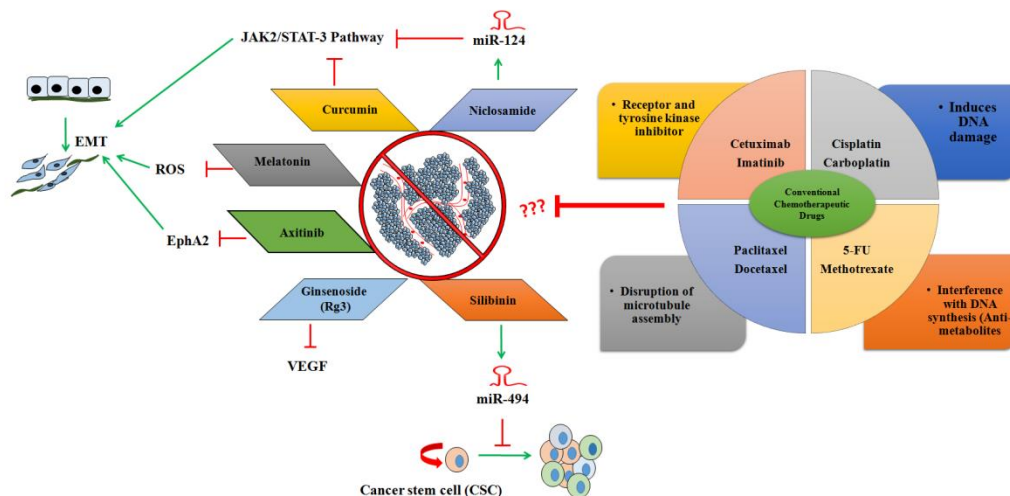 JAK2/STAT-3 Pathway
miR-124
Curcumin
Niclosamide
EMT
ROS
Melatonin
EphA2
Axitinib
Ginsenoside
(Rg3)
Silibinin
VEGF
miR-494
Cancer stem cell (CSC)
???
• Receptor and
tyrosine kinase
inhibitor
• Induces
DNA
damage
Cetuximab
Imatinib
Cisplatin
Carboplatin
Conventional
Chemotherapeutic
Drugs
Paclitaxel
Docetaxel
5-FU
Methotrexate
• Disruption of
microtubule
assembly
• Interference
with DNA
synthesis (Anti-
metabolites